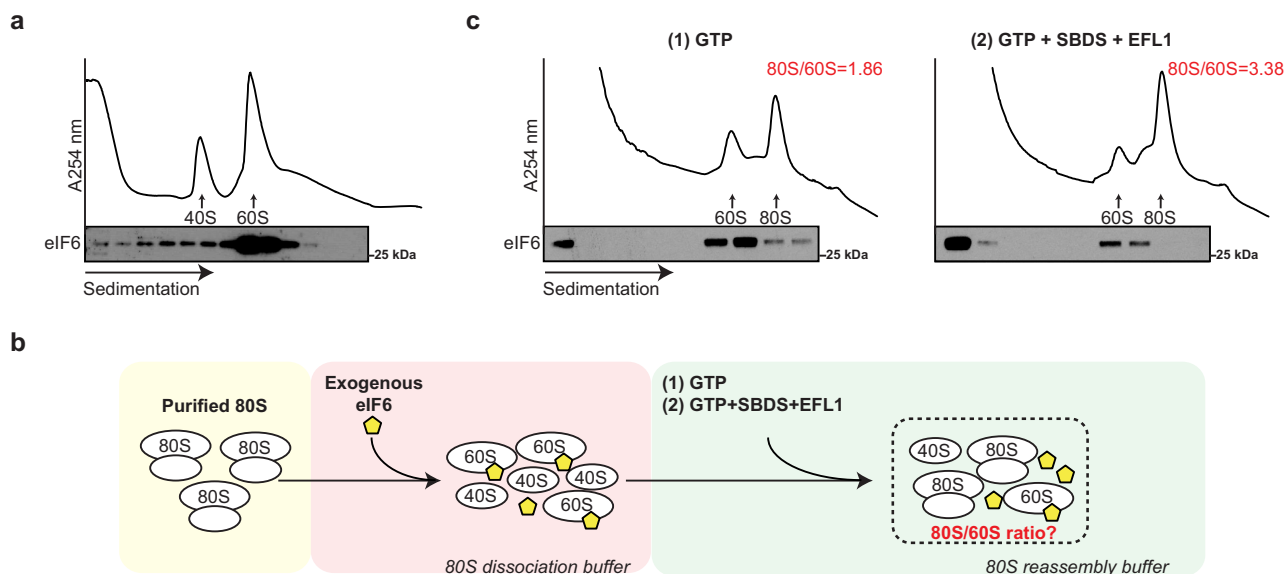 a
A254 nm
40S
60S
eIF6
25 kDa
Sedimentation
c
(1) GTP
80S/60S=1.86
A254 nm
60S
80S
eIF6
25 kDa
Sedimentation
(2) GTP + SBDS + EFL1
80S/60S=3.38
60S
80S
25 kDa
b
Purified 80S
80S
80S
80S
Exogenous
eIF6
60S
60S
40S
40S
40S
60S
80S dissociation buffer
(1) GTP
(2) GTP+SBDS+EFL1
40S
80S
80S
60S
80S/60S ratio?
80S reassembly buffer